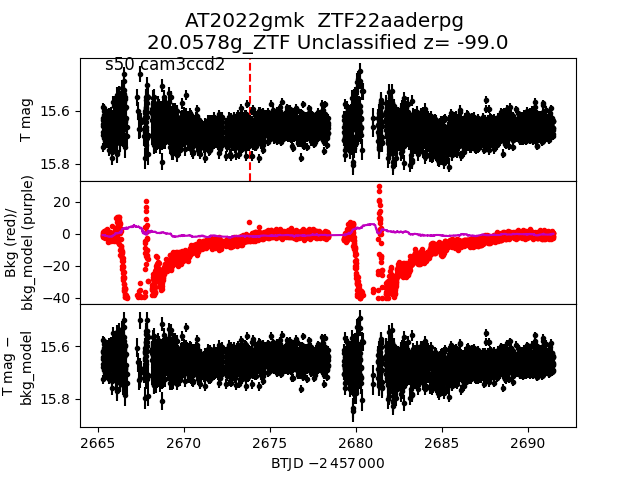 AT2022gmk ZTF22aaderpg
20.0578g_ZTF Unclassified z= -99.0
s50 cam3ccd2
T mag
15.6
15.8
Bkg (red)/
bkg_model (purple)
20
0
−20
−40
T mag −
bkg_model
15.6
15.8
2665 2670 2675 2680 2685 2690
BTJD −2 457 000